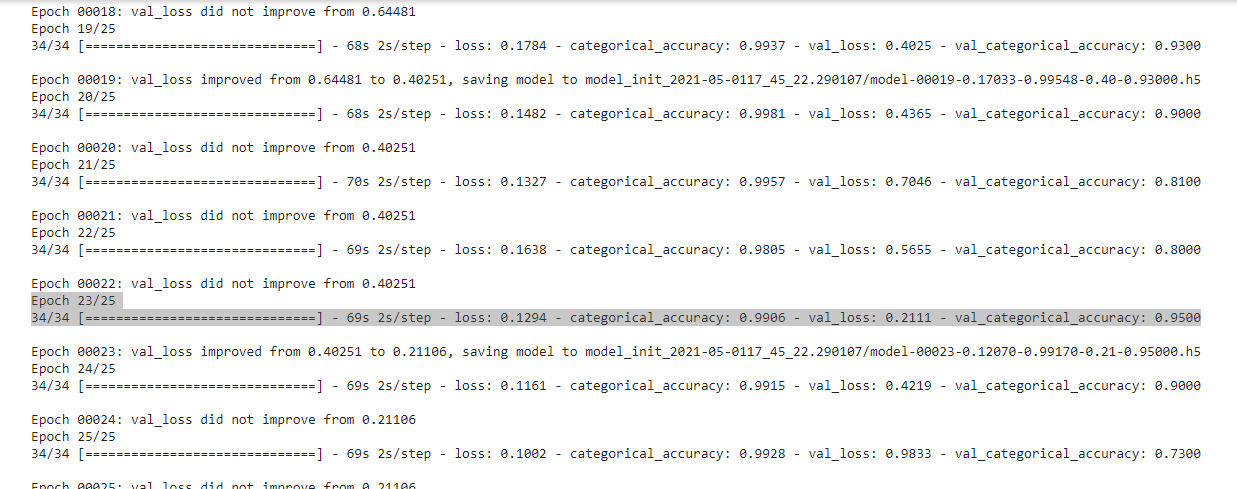 Epoch 00018: val_loss did not improve from 0.64481
Epoch 19/25
34/34 [==============================] - 68s 2s/step - loss: 0.1784 - categorical_accuracy: 0.9937 - val_loss: 0.4025 - val_categorical_accuracy: 0.9300
Epoch 00019: val_loss improved from 0.64481 to 0.40251, saving model to model_init_2021-05-0117_45_22.290107/model-00019-0.17033-0.99548-0.40-0.93000.h5
Epoch 20/25
34/34 [==============================] - 68s 2s/step - loss: 0.1482 - categorical_accuracy: 0.9981 - val_loss: 0.4365 - val_categorical_accuracy: 0.9000
Epoch 00020: val_loss did not improve from 0.40251
Epoch 21/25
34/34 [==============================] - 70s 2s/step - loss: 0.1327 - categorical_accuracy: 0.9957 - val_loss: 0.7046 - val_categorical_accuracy: 0.8100
Epoch 00021: val_loss did not improve from 0.40251
Epoch 22/25
34/34 [==============================] - 69s 2s/step - loss: 0.1638 - categorical_accuracy: 0.9805 - val_loss: 0.5655 - val_categorical_accuracy: 0.8000
Epoch 00022: val_loss did not improve from 0.40251
Epoch 23/25
34/34 [==============================] - 69s 2s/step - loss: 0.1294 - categorical_accuracy: 0.9906 - val_loss: 0.2111 - val_categorical_accuracy: 0.9500
Epoch 00023: val_loss improved from 0.40251 to 0.21106, saving model to model_init_2021-05-0117_45_22.290107/model-00023-0.12070-0.99170-0.21-0.95000.h5
Epoch 24/25
34/34 [==============================] - 69s 2s/step - loss: 0.1161 - categorical_accuracy: 0.9915 - val_loss: 0.4219 - val_categorical_accuracy: 0.9000
Epoch 00024: val_loss did not improve from 0.21106
Epoch 25/25
34/34 [==============================] - 69s 2s/step - loss: 0.1002 - categorical_accuracy: 0.9928 - val_loss: 0.9833 - val_categorical_accuracy: 0.7300
Epoch 00025: val_loss did not improve from 0.21106